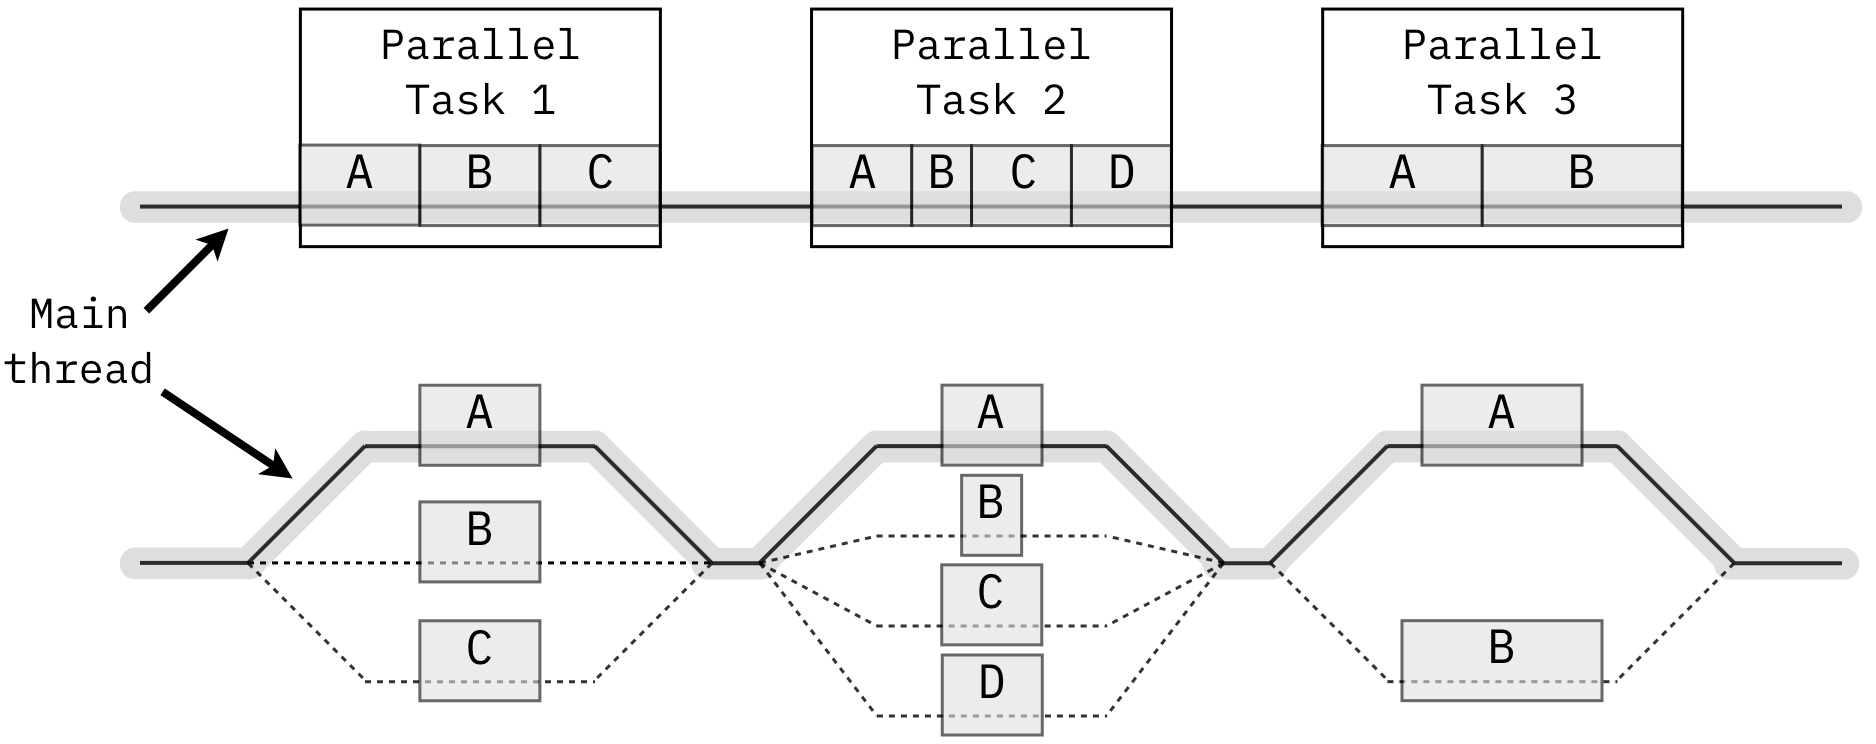 Parallel
Task 1
A B C
Parallel
Task 2
A B C D
Parallel
Task 3
A B
Main
thread
A
B
C
A
B
C
D
A
B